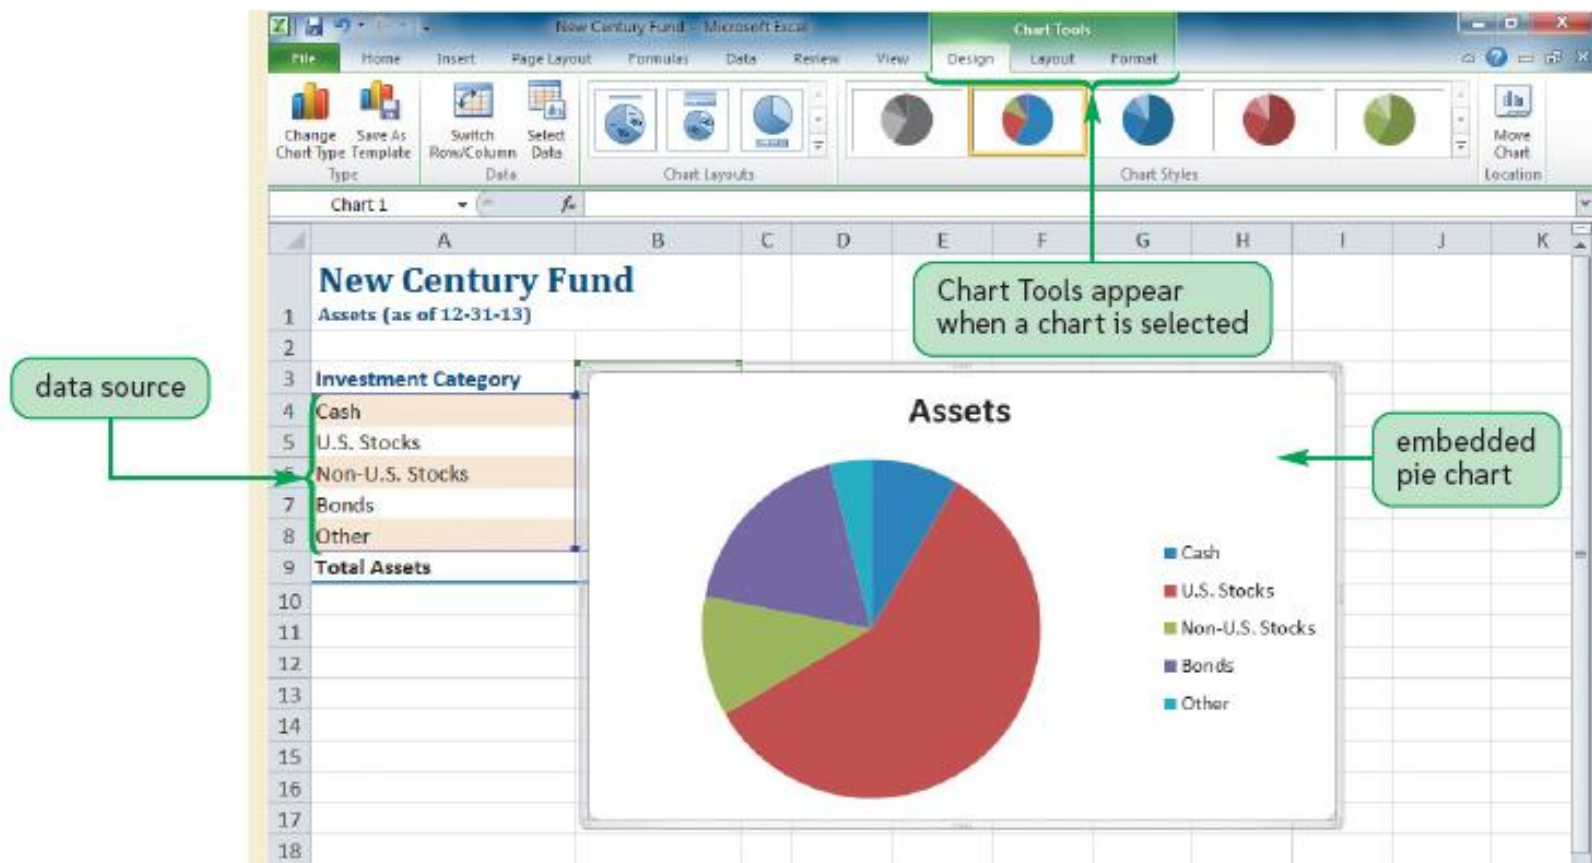 New Century Fund - Microsoft Excel
Chart Tools
File Home Insert Page Layout Formulas Data Review View Design Layout Format
Change Chart Type
Save As Template
Switch Row/Column
Select Data
Move Chart
Type Data Chart Layouts Chart Styles Location
Chart 1 fx
A B C D E F G H I J K
New Century Fund
1 Assets (as of 12-31-13)
Chart Tools appear
when a chart is selected
2
3 Investment Category
data source
4 Cash
5 U.S. Stocks
6 Non-U.S. Stocks
7 Bonds
8 Other
9 Total Assets
10
11
12
13
14
15
16
17
18
Assets
embedded
pie chart
Cash
U.S. Stocks
Non-U.S. Stocks
Bonds
Other